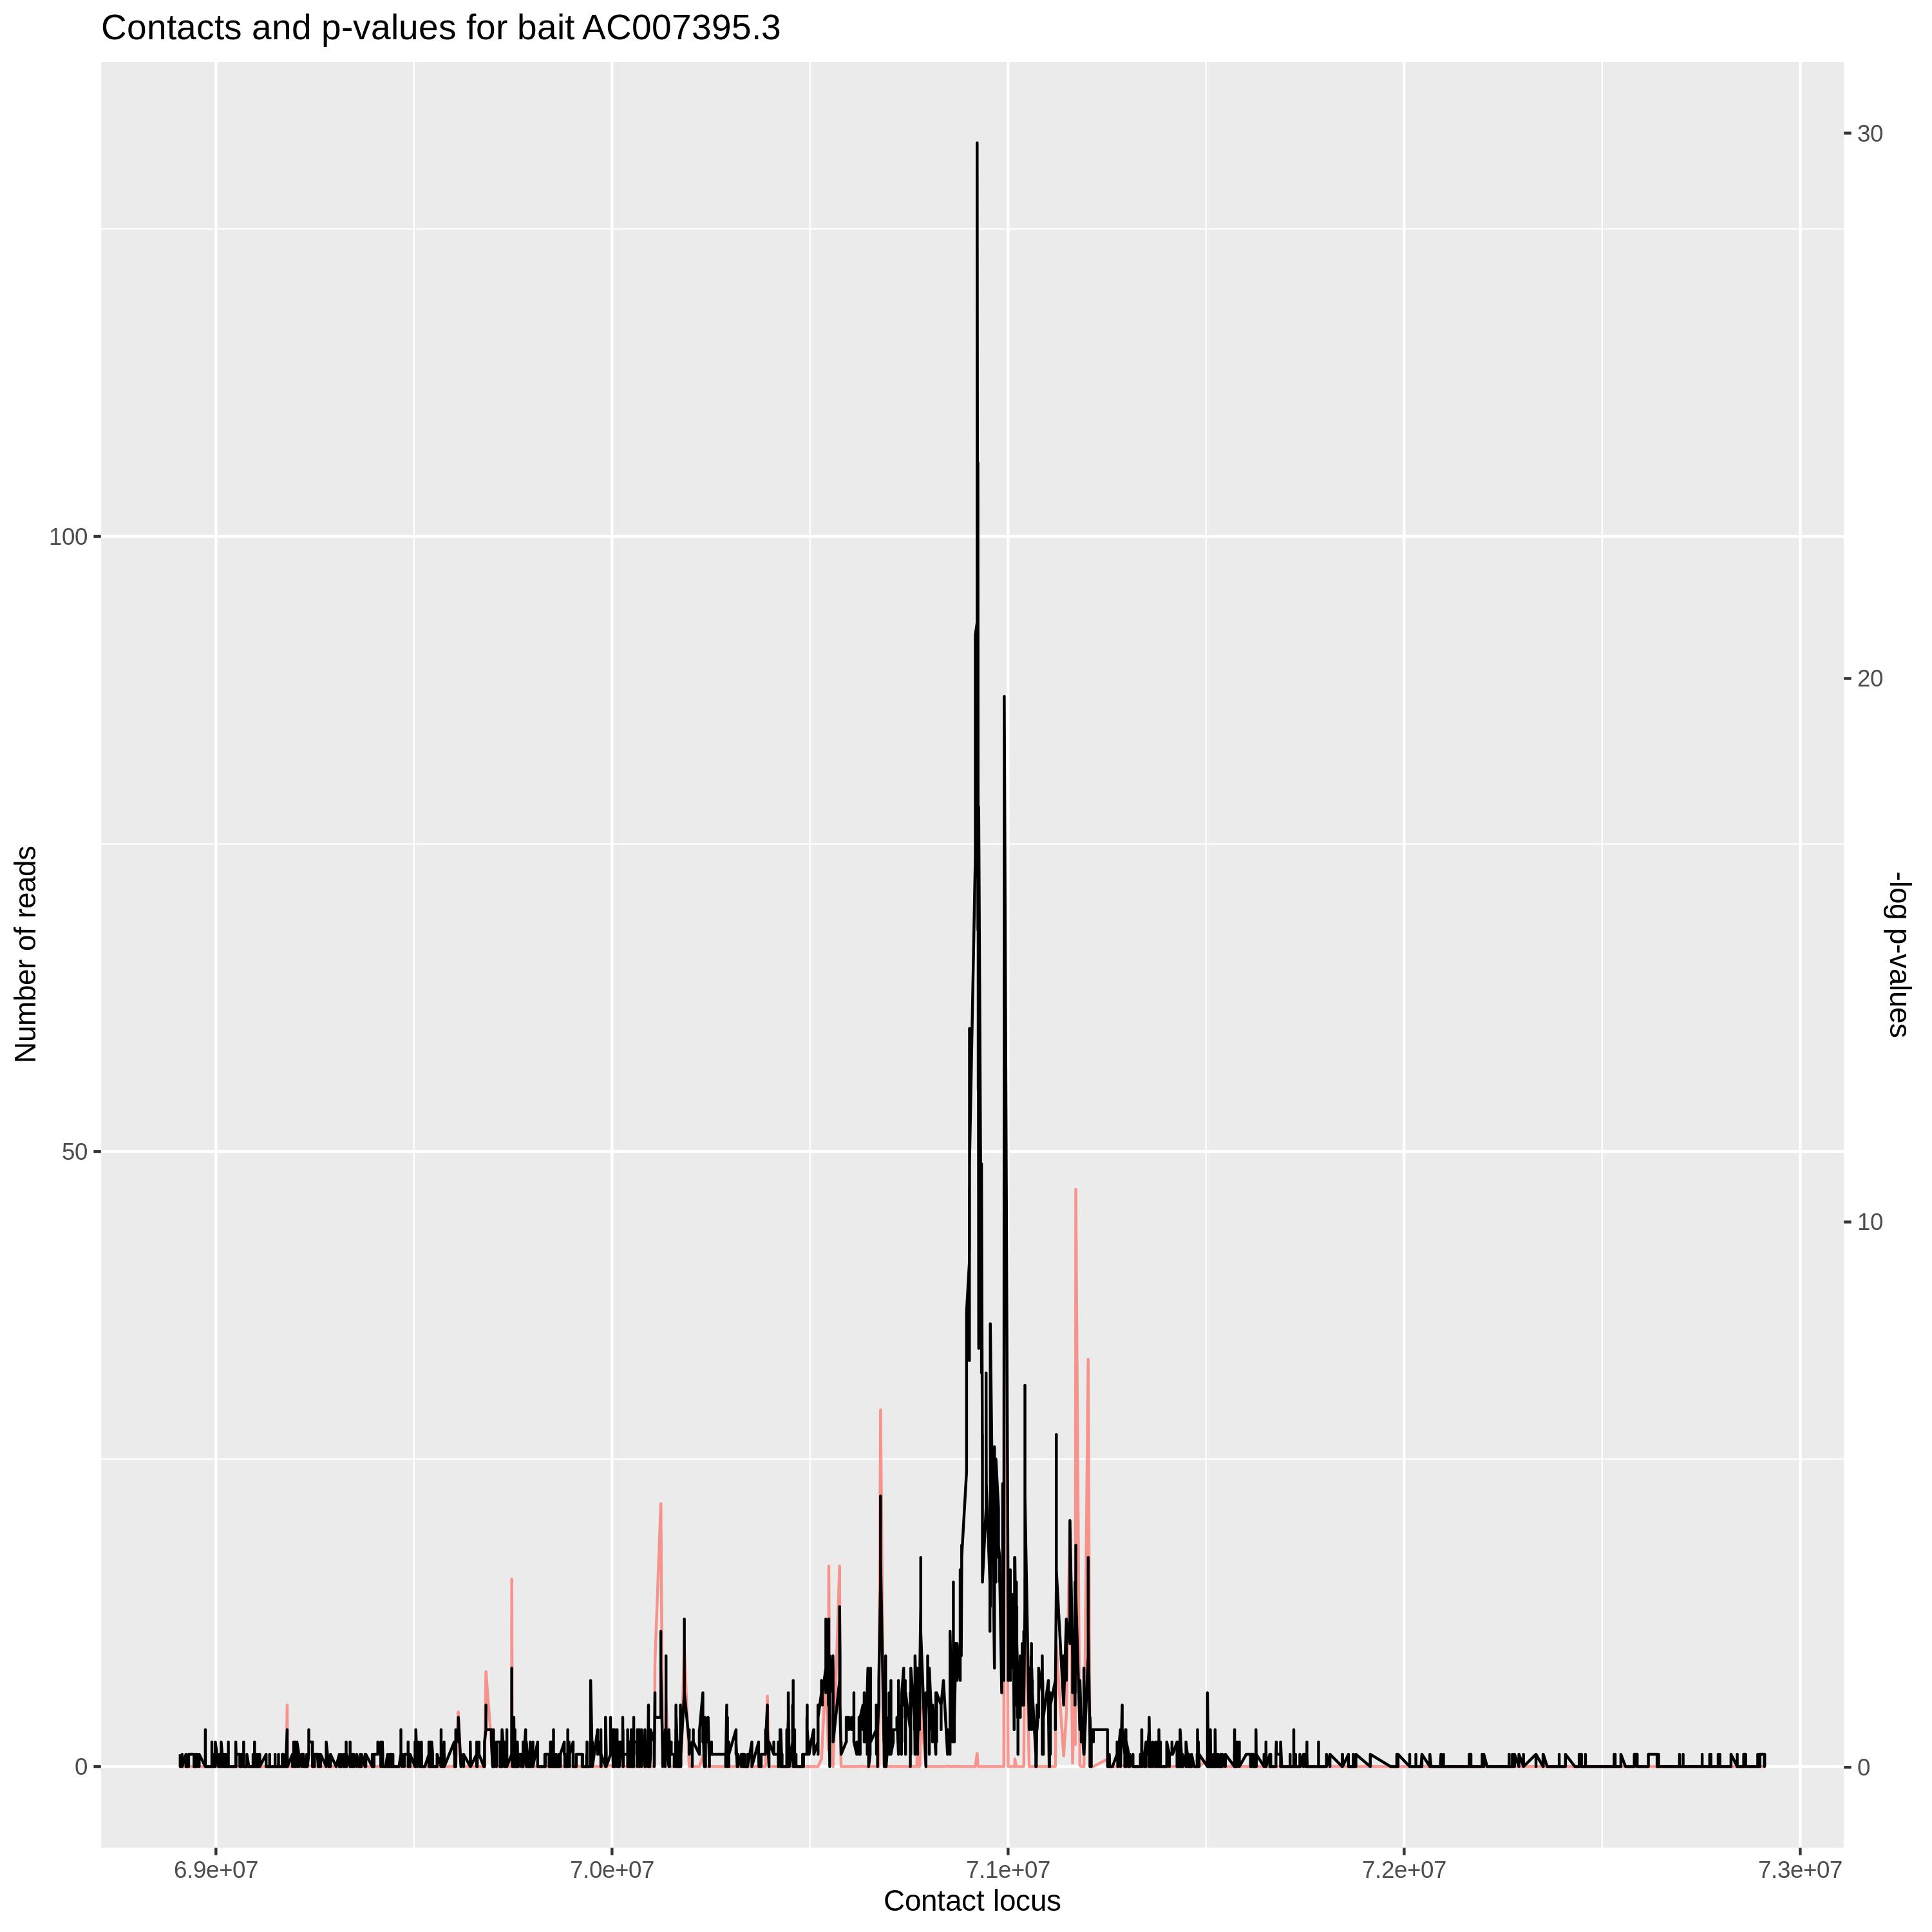 Contacts and p-values for bait AC007395.3
30
100
20
Number of reads
-log p-values
50
10
0
0
6.9e+07
7.0e+07
7.1e+07
7.2e+07
7.3e+07
Contact locus